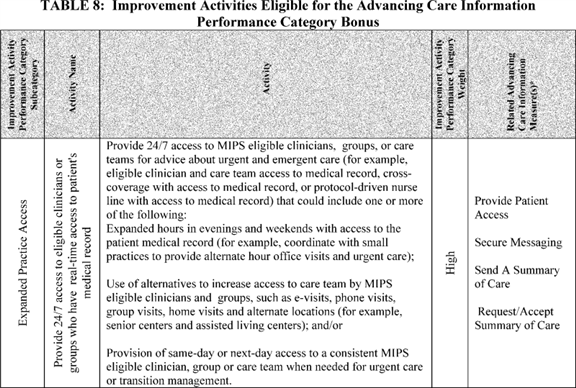 TABLE 8:  Improvement Activities Eligible for the Advancing Care Information
Performance Category Bonus
Improvement Activity
Performance Category
Subcategory
Activity Name
Activity
Improvement Activity
Performance Category
Weight
Related Advancing
Care Information
Measure(s)*
Expanded Practice Access
Provide 24/7 access to eligible clinicians or
groups who have  real-time access to patient's
medical record
Provide 24/7 access to MIPS eligible clinicians,  groups, or care
teams for advice about urgent and emergent care (for example,
eligible clinician and care team access to medical record, cross-
coverage with access to medical record, or protocol-driven nurse
line with access to medical record) that could include one or more
of the following:
Expanded hours in evenings and weekends with access to the
patient medical record (for example, coordinate with small
practices to provide alternate hour office visits and urgent care);
Use of alternatives to increase access to care team by MIPS
eligible clinicians and  groups, such as e-visits, phone visits,
group visits, home visits and alternate locations (for example,
senior centers and assisted living centers); and/or
Provision of same-day or next-day access to a consistent MIPS
eligible clinician, group or care team when needed for urgent care
or transition management.
High
Provide Patient
Access
Secure Messaging
Send A Summary
of Care
Request/Accept
Summary of Care